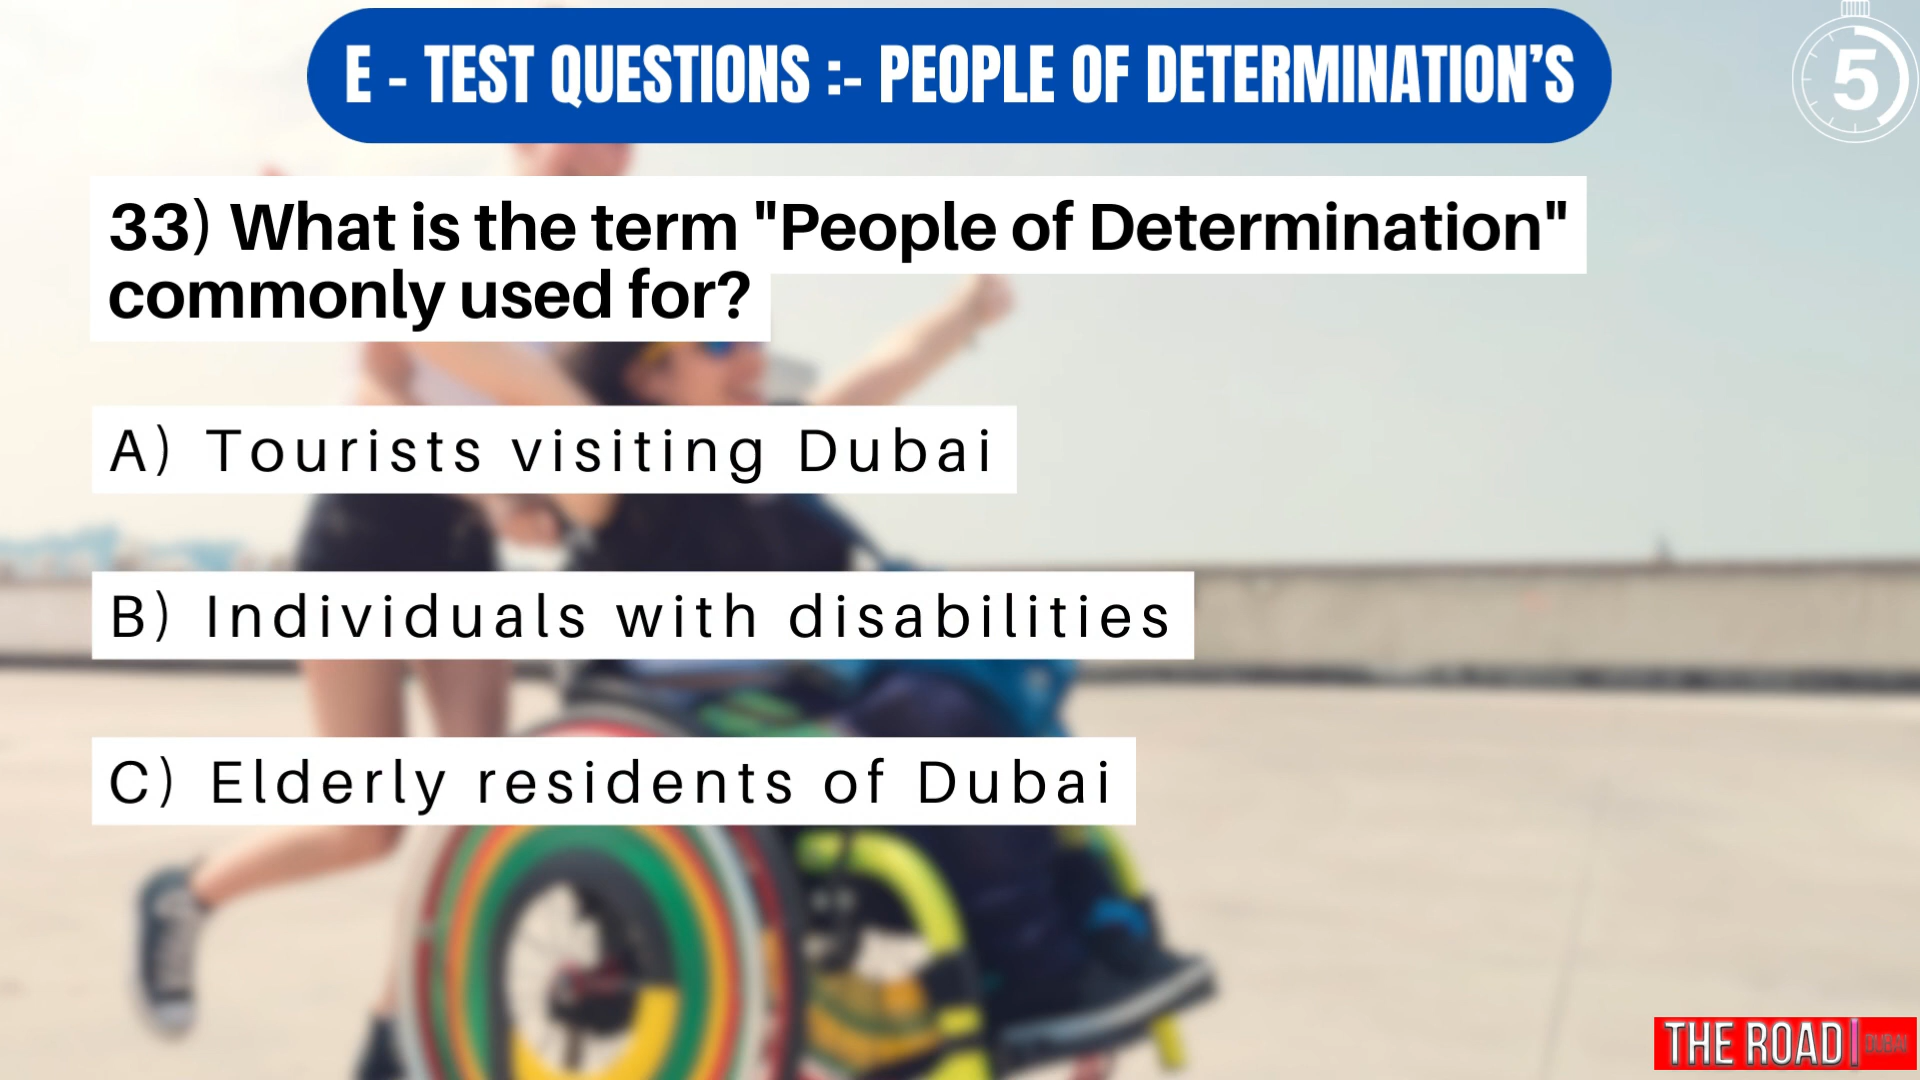 E - TEST QUESTIONS :- PEOPLE OF DETERMINATION’S
5
33) What is the term "People of Determination"
commonly used for?
A) Tourists visiting Dubai
B) Individuals with disabilities
C) Elderly residents of Dubai
THE ROAD DUBAI